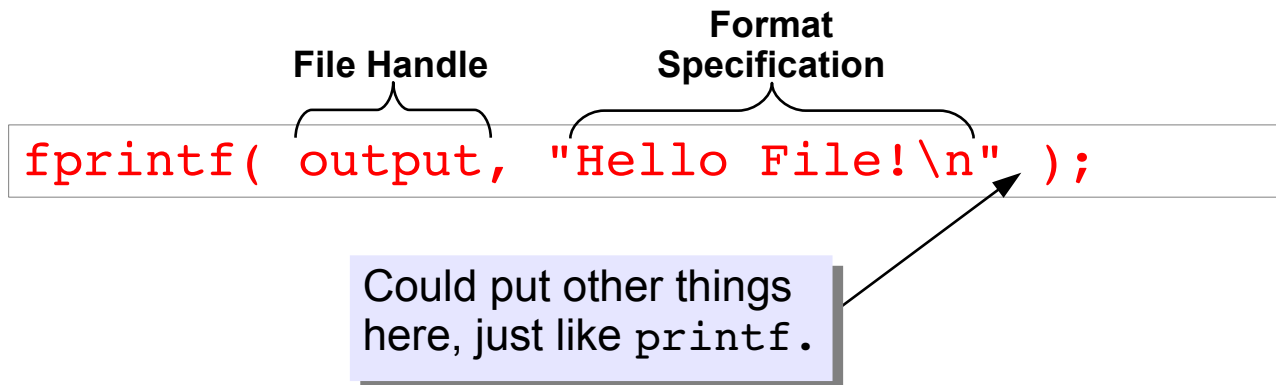 File Handle
Format
Specification
fprintf( output, "Hello File!\n" );
Could put other things
here, just like printf.